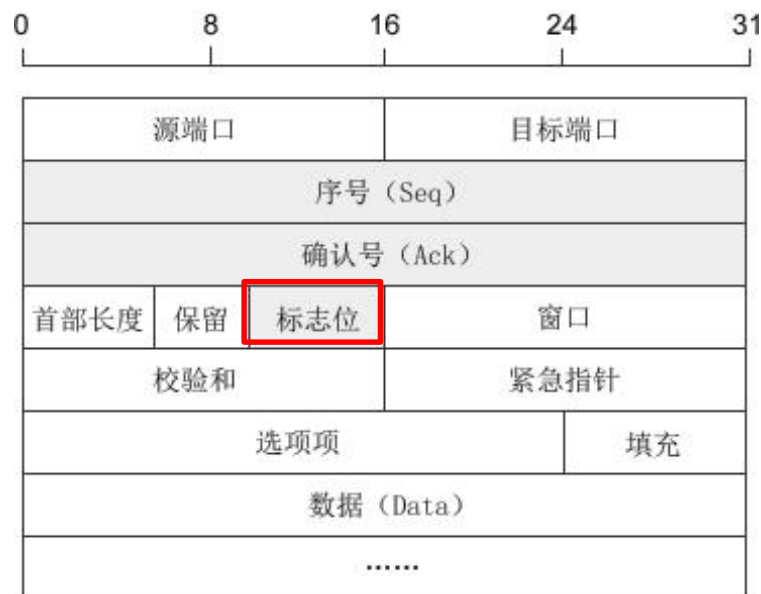 0 8 16 24 31
源端口 目标端口
序号（Seq）
确认号（Ack）
首部长度 保留 标志位 窗口
校验和 紧急指针
选项项 填充
数据（Data）
……